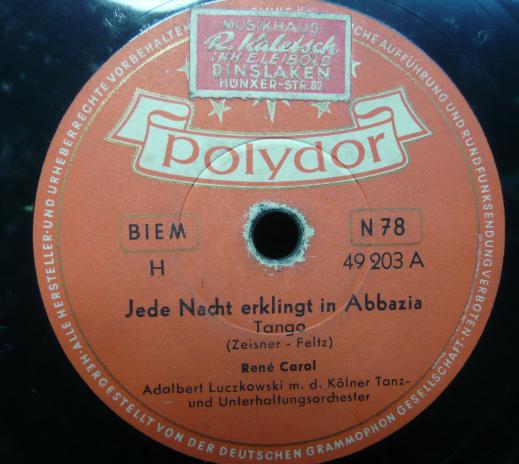 MUSIKHAUS
R. Kaletsch
INH. E. LEIBOLD
DINSLAKEN
HÜNXER-STR. 82
polydor
BIEM
N 78
H
49 203 A
Jede Nacht erklingt in Abbazia
Tango
(Zeisner - Feltz)
René Carol
Adalbert Luczkowski m. d. Kölner Tanz-
und Unterhaltungsorchester
ALLE HERSTELLER- UND URHEBERRECHTE VORBEHALTEN
AUFFÜHRUNG UND RUNDFUNKSENDUNG VERBOTEN
HERGESTELLT VON DER DEUTSCHEN GRAMMOPHON GESELLSCHAFT